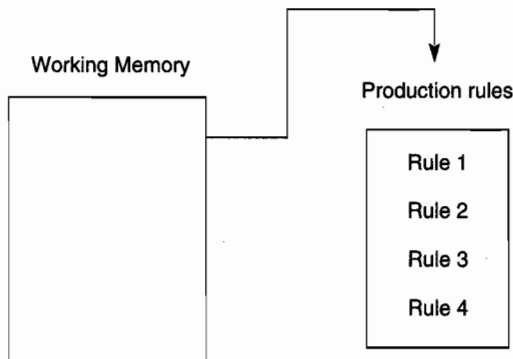 Working Memory
Production rules
Rule 1
Rule 2
Rule 3
Rule 4